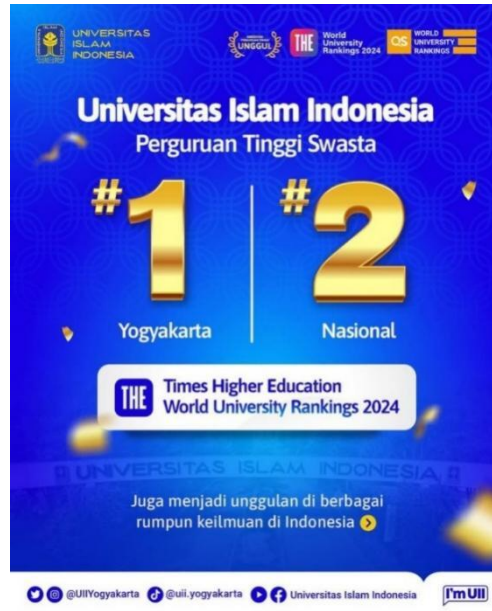 UNIVERSITAS
ISLAM
INDONESIA
UNGGUL
THE
World
University
Rankings 2024
QS
WORLD
UNIVERSITY
RANKINGS
Universitas Islam Indonesia
Perguruan Tinggi Swasta
#1
Yogyakarta
#2
Nasional
THE
Times Higher Education
World University Rankings 2024
UNIVERSITAS ISLAM INDONESIA
Juga menjadi unggulan di berbagai
rumpun keilmuan di Indonesia
@UIIYogyakarta @uii.yogyakarta Universitas Islam Indonesia
I'm UII